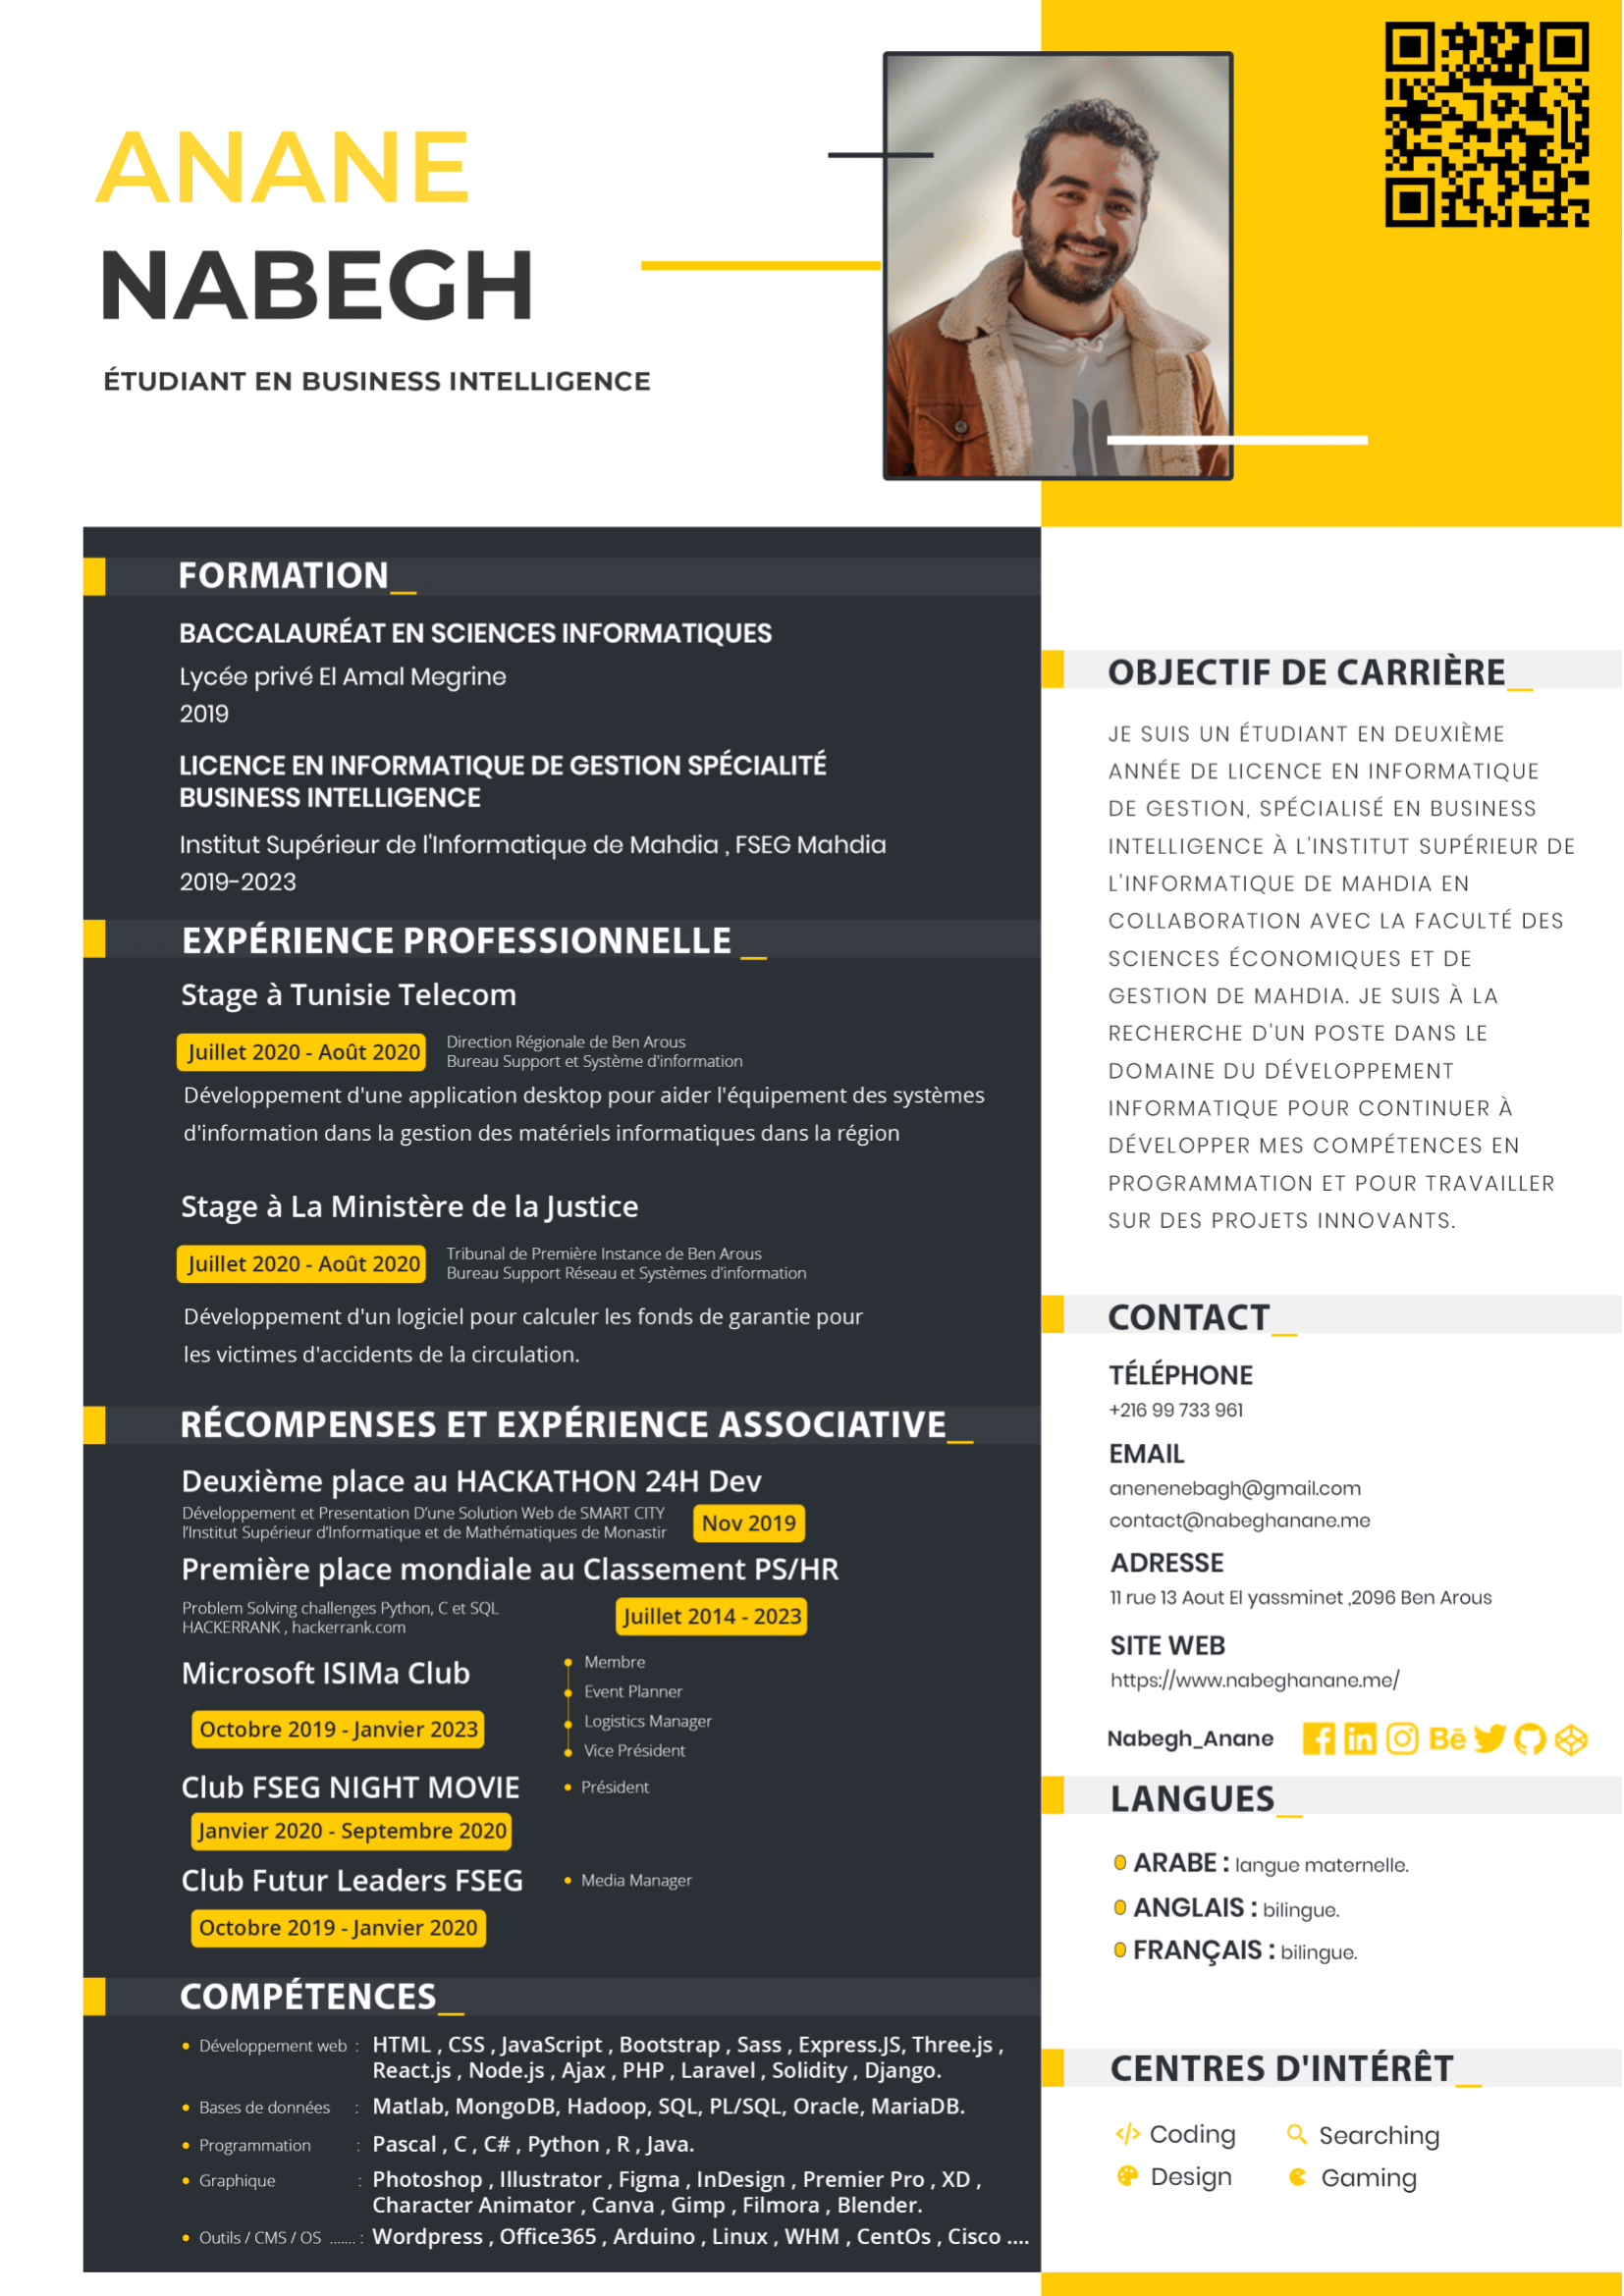 ANANE
NABEGH
ÉTUDIANT EN BUSINESS INTELLIGENCE
FORMATION_
BACCALAURÉAT EN SCIENCES INFORMATIQUES
Lycée privé El Amal Megrine
2019
LICENCE EN INFORMATIQUE DE GESTION SPÉCIALITÉ
BUSINESS INTELLIGENCE
Institut Supérieur de l'Informatique de Mahdia , FSEG Mahdia
2019-2023
EXPÉRIENCE PROFESSIONNELLE _
Stage à Tunisie Telecom
Juillet 2020 - Août 2020
Direction Régionale de Ben Arous
Bureau Support et Système d'information
Développement d'une application desktop pour aider l'équipement des systèmes
d'information dans la gestion des matériels informatiques dans la région
Stage à La Ministère de la Justice
Juillet 2020 - Août 2020
Tribunal de Première Instance de Ben Arous
Bureau Support Réseau et Systèmes d'information
Développement d'un logiciel pour calculer les fonds de garantie pour
les victimes d'accidents de la circulation.
RÉCOMPENSES ET EXPÉRIENCE ASSOCIATIVE_
Deuxième place au HACKATHON 24H Dev
Développement et Presentation D'une Solution Web de SMART CITY
l'Institut Supérieur d'Informatique et de Mathématiques de Monastir
Nov 2019
Première place mondiale au Classement PS/HR
Problem Solving challenges Python, C et SQL
HACKERRANK , hackerrank.com
Juillet 2014 - 2023
Microsoft ISIMa Club
Octobre 2019 - Janvier 2023
Membre
Event Planner
Logistics Manager
Vice Président
Club FSEG NIGHT MOVIE
Président
Janvier 2020 - Septembre 2020
Club Futur Leaders FSEG
Media Manager
Octobre 2019 - Janvier 2020
COMPÉTENCES_
Développement web : HTML , CSS , JavaScript , Bootstrap , Sass , Express.JS, Three.js ,
React.js , Node.js , Ajax , PHP , Laravel , Solidity , Django.
Bases de données : Matlab, MongoDB, Hadoop, SQL, PL/SQL, Oracle, MariaDB.
Programmation : Pascal , C , C# , Python , R , Java.
Graphique : Photoshop , Illustrator , Figma , InDesign , Premier Pro , XD ,
Character Animator , Canva , Gimp , Filmora , Blender.
Outils / CMS / OS ....... : Wordpress , Office365 , Arduino , Linux , WHM , CentOs , Cisco ....
OBJECTIF DE CARRIÈRE_
JE SUIS UN ÉTUDIANT EN DEUXIÈME
ANNÉE DE LICENCE EN INFORMATIQUE
DE GESTION, SPÉCIALISÉ EN BUSINESS
INTELLIGENCE À L'INSTITUT SUPÉRIEUR DE
L'INFORMATIQUE DE MAHDIA EN
COLLABORATION AVEC LA FACULTÉ DES
SCIENCES ÉCONOMIQUES ET DE
GESTION DE MAHDIA. JE SUIS À LA
RECHERCHE D'UN POSTE DANS LE
DOMAINE DU DÉVELOPPEMENT
INFORMATIQUE POUR CONTINUER À
DÉVELOPPER MES COMPÉTENCES EN
PROGRAMMATION ET POUR TRAVAILLER
SUR DES PROJETS INNOVANTS.
CONTACT_
TÉLÉPHONE
+216 99 733 961
EMAIL
anenenebagh@gmail.com
contact@nabeghanane.me
ADRESSE
11 rue 13 Aout El yassminet ,2096 Ben Arous
SITE WEB
https://www.nabeghanane.me/
Nabegh_Anane
LANGUES_
ARABE : langue maternelle.
ANGLAIS : bilingue.
FRANÇAIS : bilingue.
CENTRES D'INTÉRÊT_
Coding
Searching
Design
Gaming